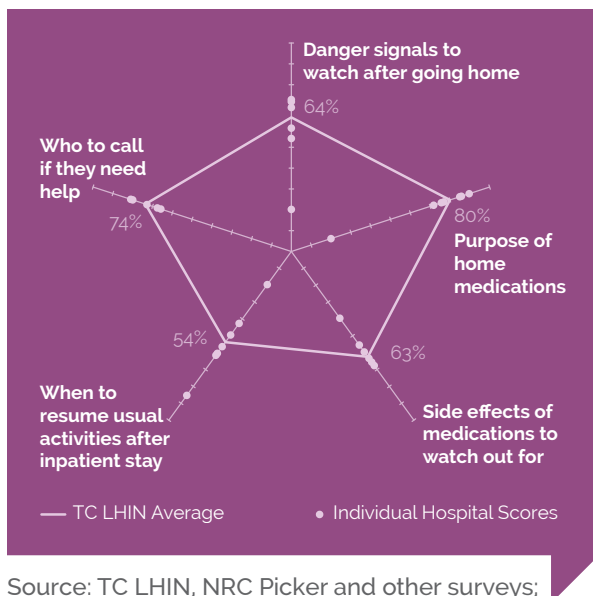 Danger signals to
watch after going home
64%
Who to call
if they need
help
74%
80%
Purpose of
home
medications
54%
63%
When to
resume usual
activities after
inpatient stay
Side effects of
medications to
watch out for
TC LHIN Average
Individual Hospital Scores
Source: TC LHIN, NRC Picker and other surveys;